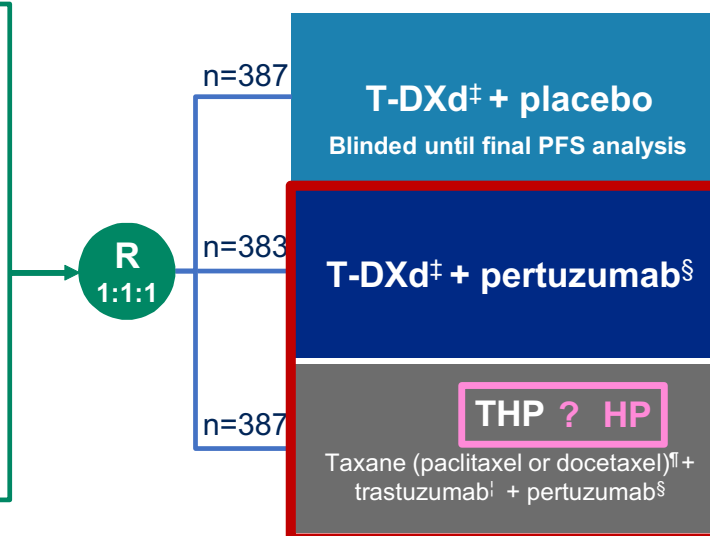 n=387
T-DXd‡ + placebo
Blinded until final PFS analysis
R
1:1:1
n=383
T-DXd‡ + pertuzumab§
n=387
THP ? HP
Taxane (paclitaxel or docetaxel)¶ +
trastuzumab¦ + pertuzumab§